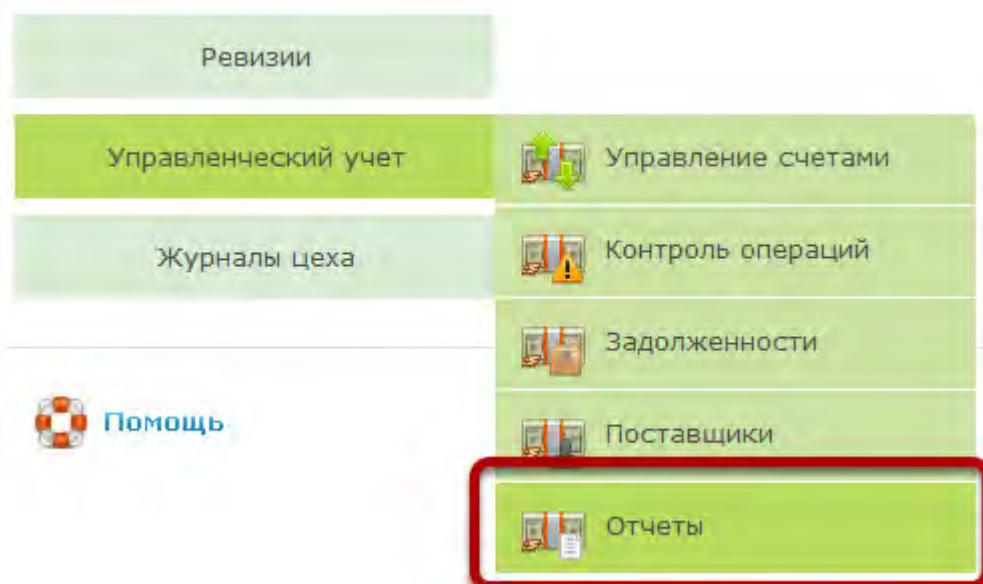 Ревизии
Управленческий учет
Управление счетами
Контроль операций
Журналы цеха
Задолженности
Помощь
Поставщики
Отчеты